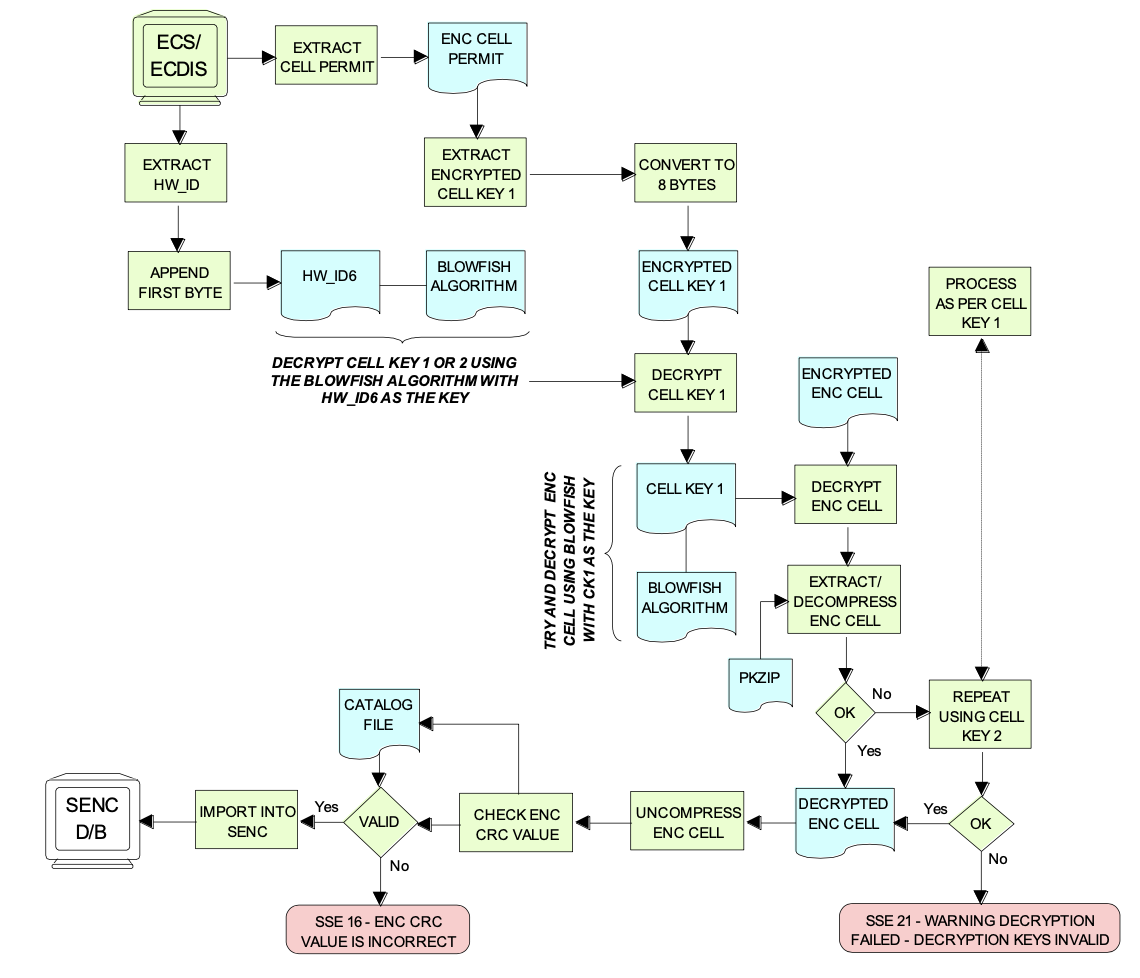 ECS/
ECDIS
EXTRACT
CELL PERMIT
ENC CELL
PERMIT
EXTRACT
HW_ID
EXTRACT
ENCRYPTED
CELL KEY 1
CONVERT TO
8 BYTES
APPEND
FIRST BYTE
HW_ID6
BLOWFISH
ALGORITHM
ENCRYPTED
CELL KEY 1
PROCESS
AS PER CELL
KEY 1
DECRYPT CELL KEY 1 OR 2 USING
THE BLOWFISH ALGORITHM WITH
HW_ID6 AS THE KEY
DECRYPT
CELL KEY 1
ENCRYPTED
ENC CELL
TRY AND DECRYPT ENC
CELL USING BLOWFISH
WITH CK1 AS THE KEY
CELL KEY 1
DECRYPT
ENC CELL
BLOWFISH
ALGORITHM
EXTRACT/
DECOMPRESS
ENC CELL
PKZIP
OK
No
Yes
REPEAT
USING CELL
KEY 2
CATALOG
FILE
SENC
D/B
IMPORT INTO
SENC
Yes
VALID
No
CHECK ENC
CRC VALUE
UNCOMPRESS
ENC CELL
DECRYPTED
ENC CELL
Yes
OK
No
SSE 16 - ENC CRC
VALUE IS INCORRECT
SSE 21 - WARNING DECRYPTION
FAILED - DECRYPTION KEYS INVALID